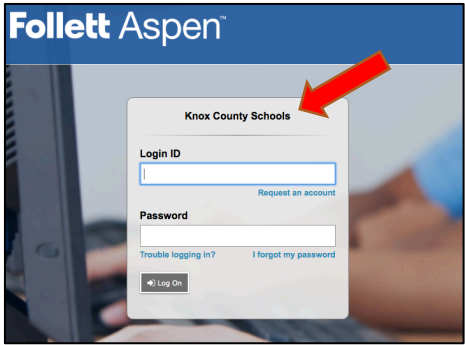 Follett Aspen™
Knox County Schools
Login ID
Request an account
Password
Trouble logging in? I forgot my password
Log On